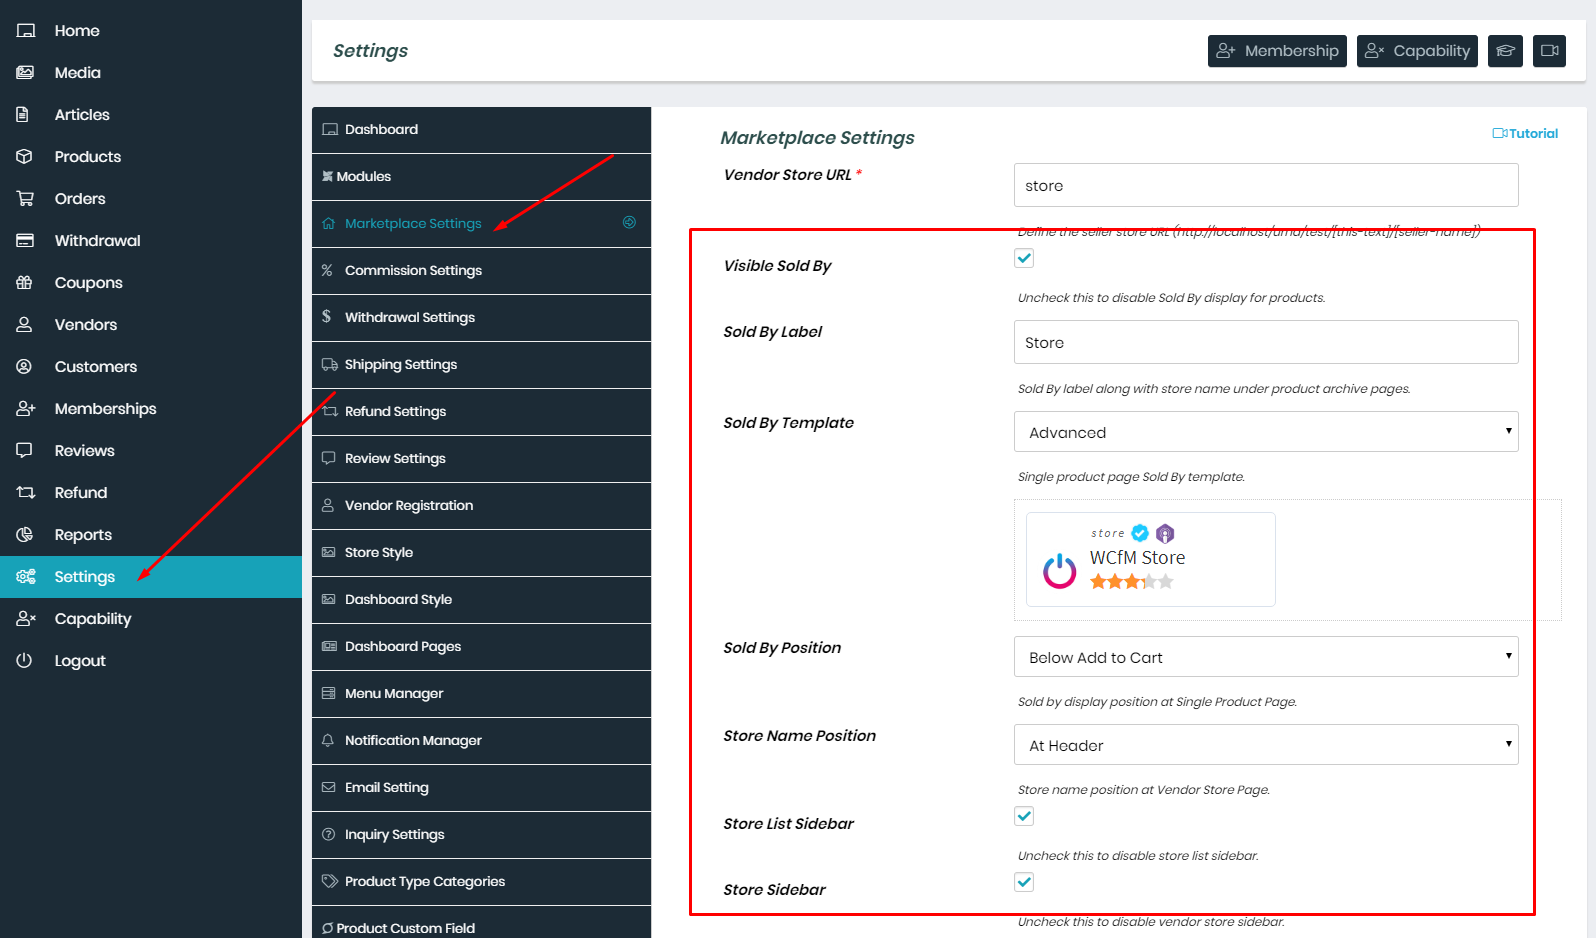 Home
Media
Articles
Products
Orders
Withdrawal
Coupons
Vendors
Customers
Memberships
Reviews
Refund
Reports
Settings
Capability
Logout
Settings
Membership
Capability
Dashboard
Modules
Marketplace Settings
Commission Settings
Withdrawal Settings
Shipping Settings
Refund Settings
Review Settings
Vendor Registration
Store Style
Dashboard Style
Dashboard Pages
Menu Manager
Notification Manager
Email Setting
Inquiry Settings
Product Type Categories
Product Custom Field
Marketplace Settings
Tutorial
Vendor Store URL *
store
Define the seller store URL (http://localhost/uma/test/[this-text]/[seller-name])
Visible Sold By
Uncheck this to disable Sold By display for products.
Sold By Label
Store
Sold By label along with store name under product archive pages.
Sold By Template
Advanced
Single product page Sold By template.
store
WCfM Store
Sold By Position
Below Add to Cart
Sold by display position at Single Product Page.
Store Name Position
At Header
Store name position at Vendor Store Page.
Store List Sidebar
Uncheck this to disable store list sidebar.
Store Sidebar
Uncheck this to disable vendor store sidebar.